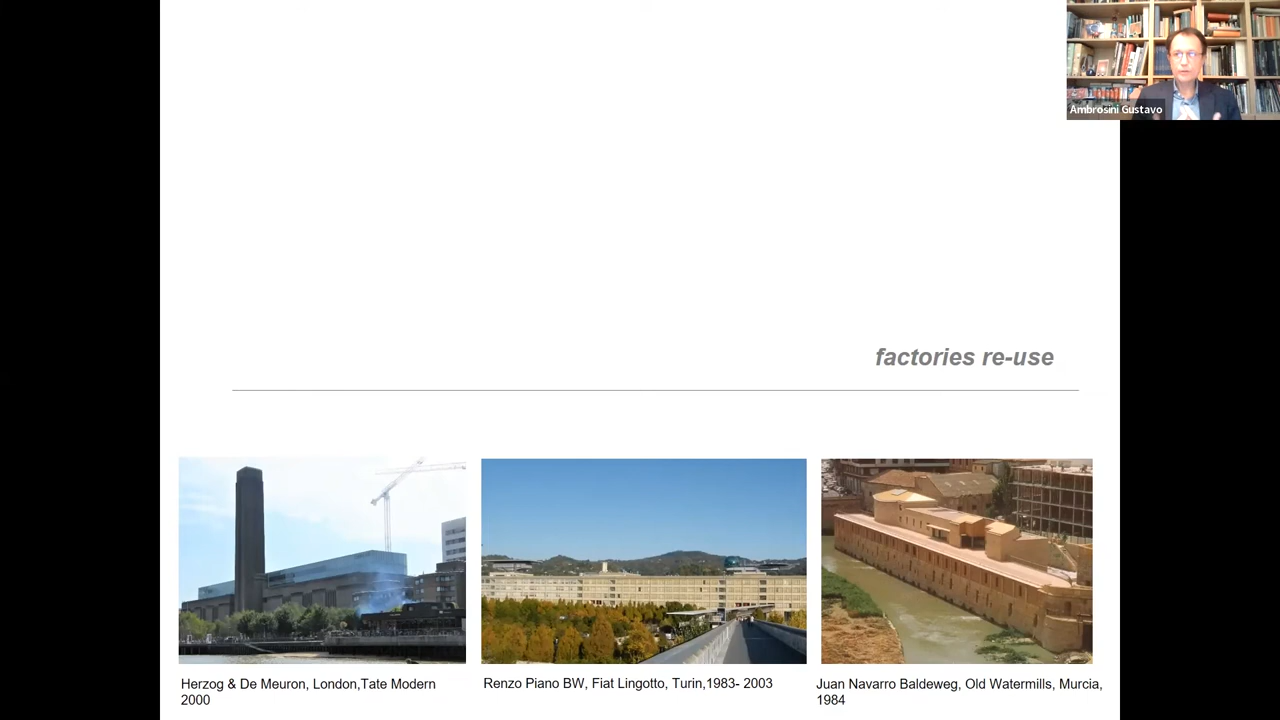 Ambrosini Gustavo
factories re-use
Herzog & De Meuron, London,Tate Modern
2000
Renzo Piano BW, Fiat Lingotto, Turin,1983- 2003
Juan Navarro Baldeweg, Old Watermills, Murcia,
1984